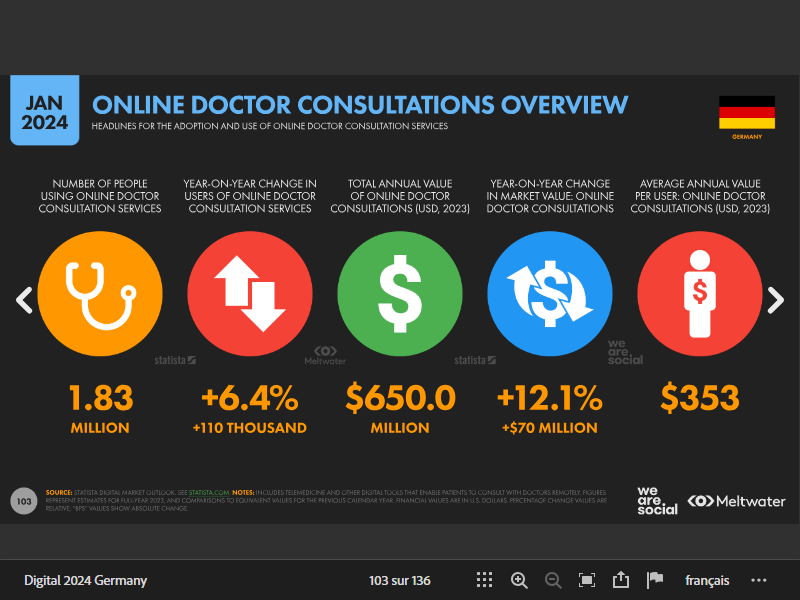 JAN
2024
ONLINE DOCTOR CONSULTATIONS OVERVIEW
HEADLINES FOR THE ADOPTION AND USE OF ONLINE DOCTOR CONSULTATION SERVICES
GERMANY
NUMBER OF PEOPLE
USING ONLINE DOCTOR
CONSULTATION SERVICES
YEAR-ON-YEAR CHANGE IN
USERS OF ONLINE DOCTOR
CONSULTATION SERVICES
TOTAL ANNUAL VALUE
OF ONLINE DOCTOR
CONSULTATIONS (USD, 2023)
YEAR-ON-YEAR CHANGE
IN MARKET VALUE: ONLINE
DOCTOR CONSULTATIONS
AVERAGE ANNUAL VALUE
PER USER: ONLINE DOCTOR
CONSULTATIONS (USD, 2023)
$
$
$
statista
Meltwater
statista
we
are.
social
1.83
MILLION
+6.4%
+110 THOUSAND
$650.0
MILLION
+12.1%
+$70 MILLION
$353
103
SOURCE: STATISTA DIGITAL MARKET OUTLOOK. SEE STATISTA.COM. NOTES: INCLUDES TELEMEDICINE AND OTHER DIGITAL TOOLS THAT ENABLE PATIENTS TO CONSULT WITH DOCTORS REMOTELY. FIGURES
REPRESENT ESTIMATES FOR FULL-YEAR 2023, AND COMPARISONS TO EQUIVALENT VALUES FOR THE PREVIOUS CALENDAR YEAR. FINANCIAL VALUES ARE IN U.S. DOLLARS. PERCENTAGE CHANGE VALUES ARE
RELATIVE; "BPS" VALUES SHOW ABSOLUTE CHANGE.
we
are.
social
Meltwater
Digital 2024 Germany
103 sur 136
français